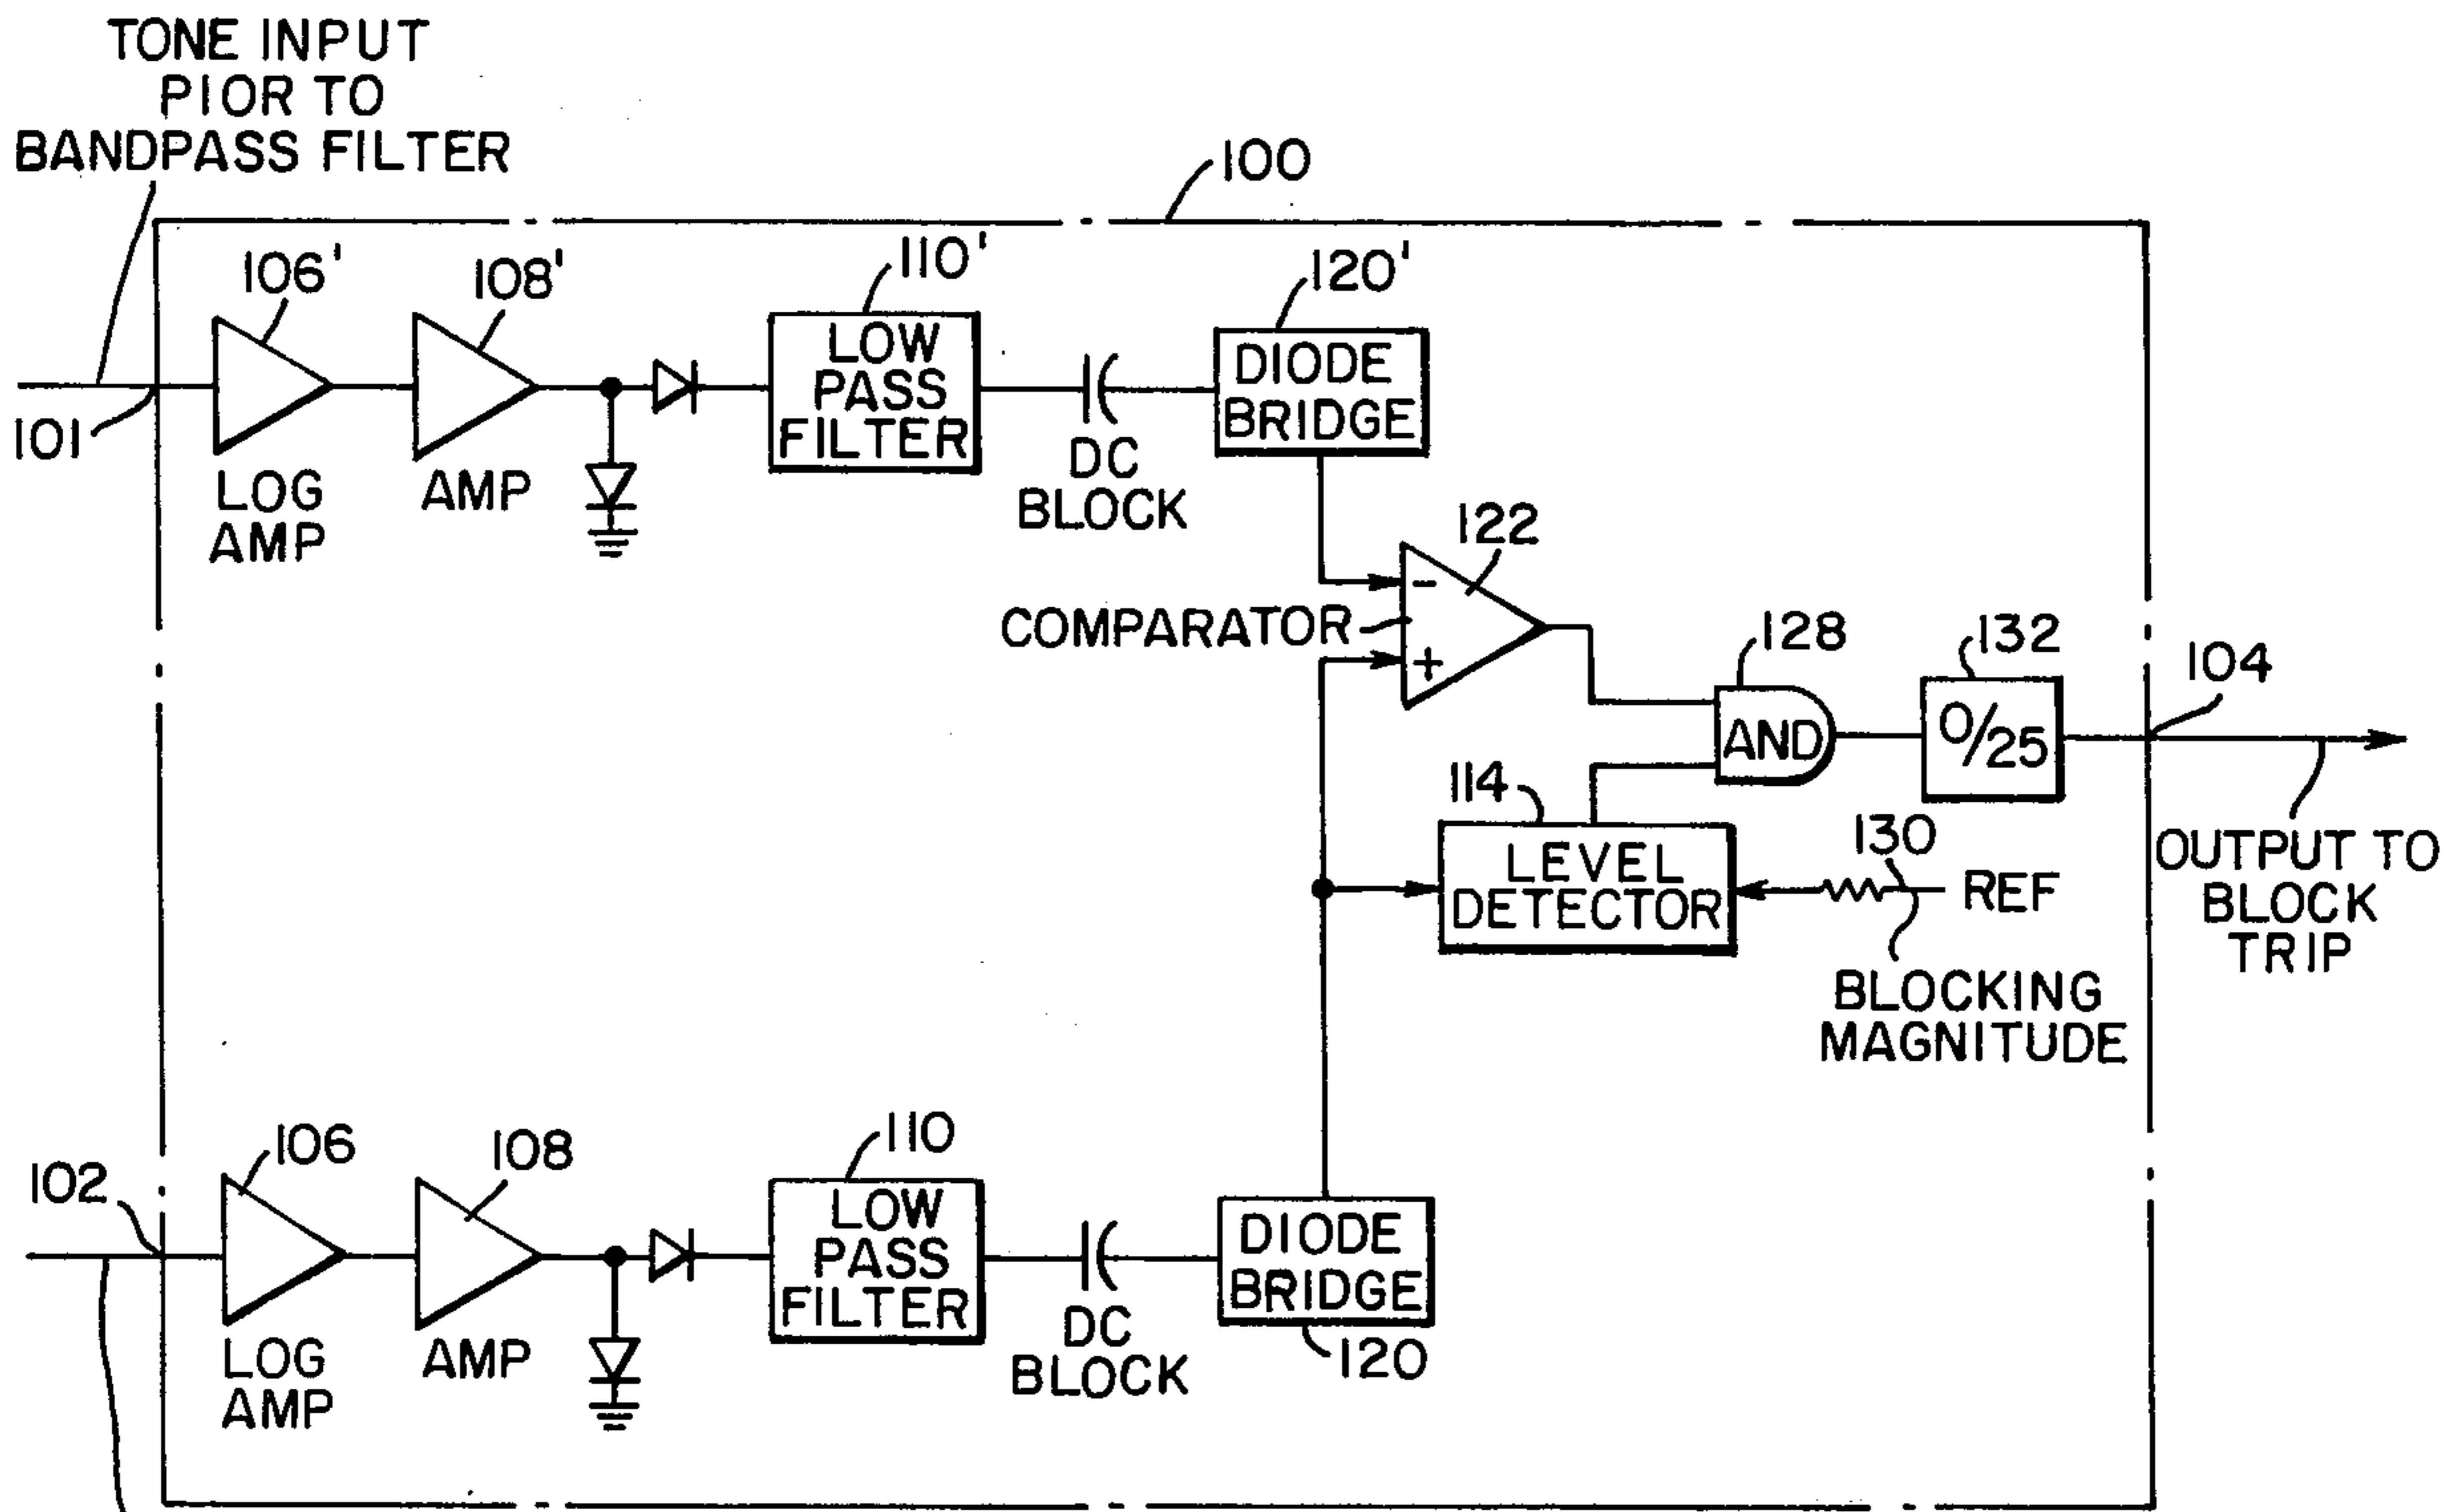 TONE INPUT
PIOR TO
BANDPASS FILTER
100
106'
108'
110'
120'
LOW
PASS
FILTER
DIODE
BRIDGE
101
LOG
AMP
AMP
DC
BLOCK
122
-
COMPARATOR
+
128
132
104
AND
0/25
114
130
LEVEL
DETECTOR
REF
OUTPUT TO
BLOCK
TRIP
BLOCKING
MAGNITUDE
102
106
108
110
LOW
PASS
FILTER
DIODE
BRIDGE
LOG
AMP
AMP
DC
BLOCK
120